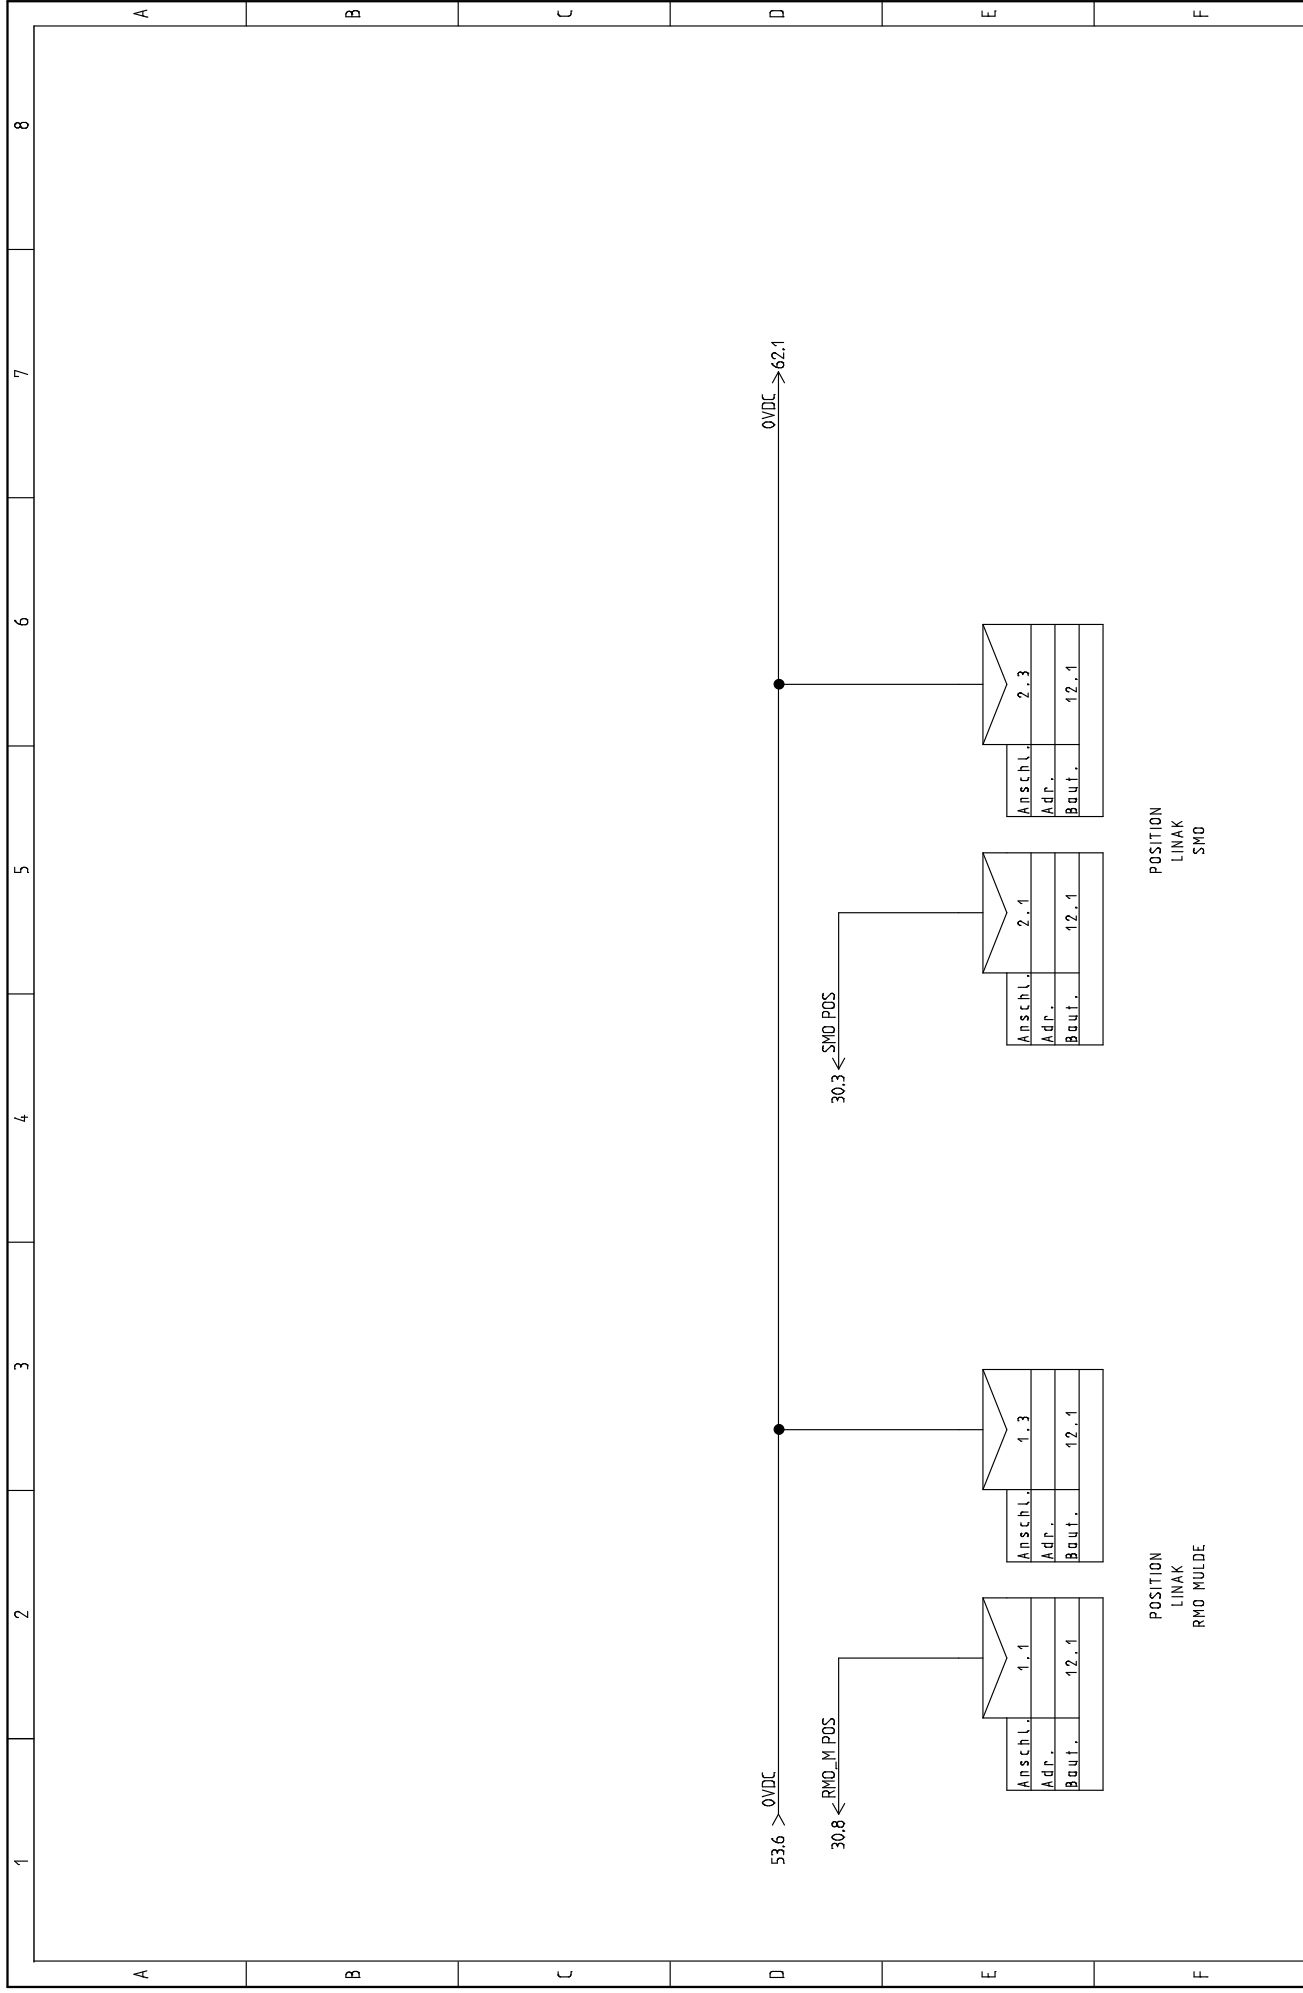 1 2 3 4 5 6 7 8
A A
B B
C C
D D
E E
F F
53.6 0VDC 0VDC 62.1
30.8 RMO_M POS
30.3 SMO POS
Anschl. 1.1
Adr.
Baut. 12.1
Anschl. 1.3
Adr.
Baut. 12.1
Anschl. 2.1
Adr.
Baut. 12.1
Anschl. 2.3
Adr.
Baut. 12.1
POSITION
LINAK
RMO MULDE
POSITION
LINAK
SMO